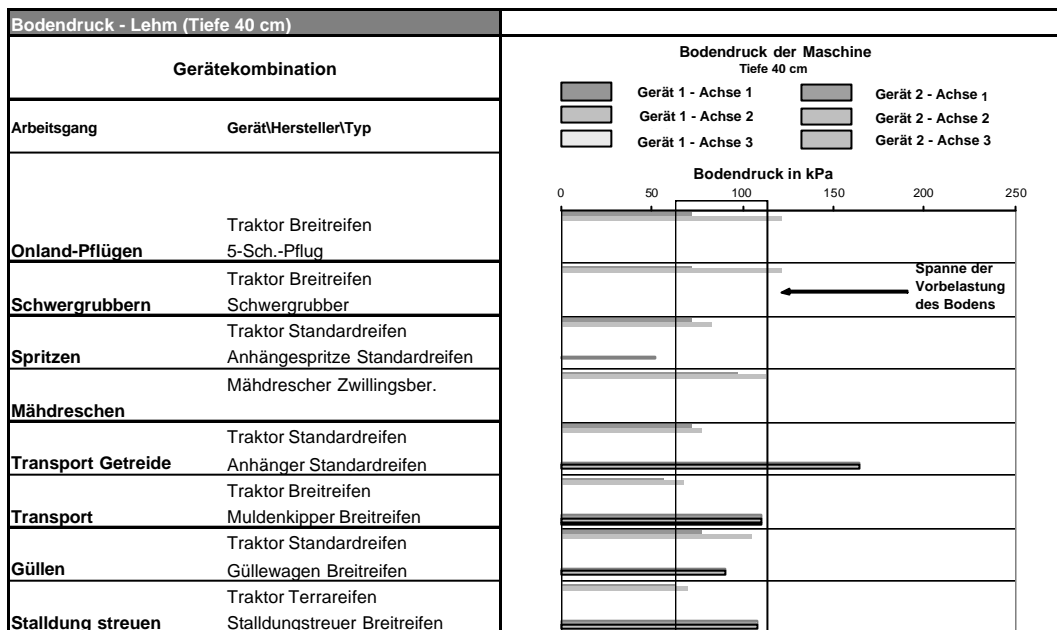 Bodendruck - Lehm (Tiefe 40 cm)
Gerätekombination
Arbeitsgang Gerät\Hersteller\Typ
Bodendruck der Maschine
Tiefe 40 cm
Gerät 1 - Achse 1 Gerät 2 - Achse 1
Gerät 1 - Achse 2 Gerät 2 - Achse 2
Gerät 1 - Achse 3 Gerät 2 - Achse 3
Bodendruck in kPa
0 50 100 150 200 250
Traktor Breitreifen
Onland-Pflügen 5-Sch.-Pflug
Traktor Breitreifen
Schwergrubbern Schwergrubber
Spanne der
Vorbelastung
des Bodens
Traktor Standardreifen
Spritzen Anhängespritze Standardreifen
Mähdrescher Zwillingsber.
Mähdreschen
Traktor Standardreifen
Transport Getreide Anhänger Standardreifen
Traktor Breitreifen
Transport Muldenkipper Breitreifen
Traktor Standardreifen
Güllen Güllewagen Breitreifen
Traktor Terrareifen
Stalldung streuen Stalldungstreuer Breitreifen